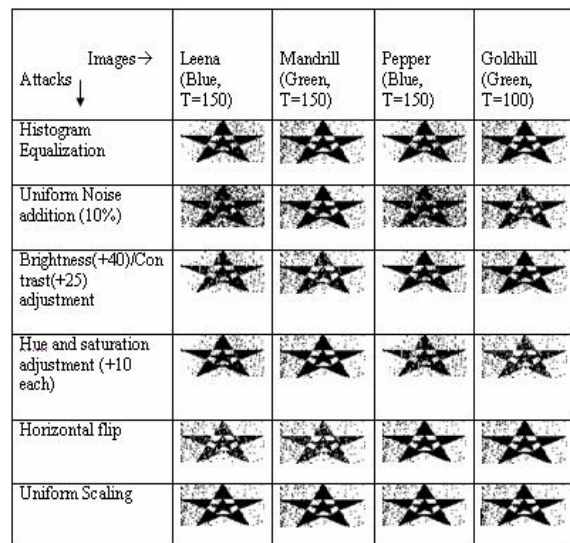 Images→
Attacks ↓
Leena
(Blue,
T=150)
Mandrill
(Green,
T=150)
Pepper
(Blue,
T=150)
Goldhill
(Green,
T=100)
Histogram
Equalization
Uniform Noise
addition (10%)
Brightness(+40)/Con
trast(+25)
adjustment
Hue and saturation
adjustment (+10
each)
Horizontal flip
Uniform Scaling